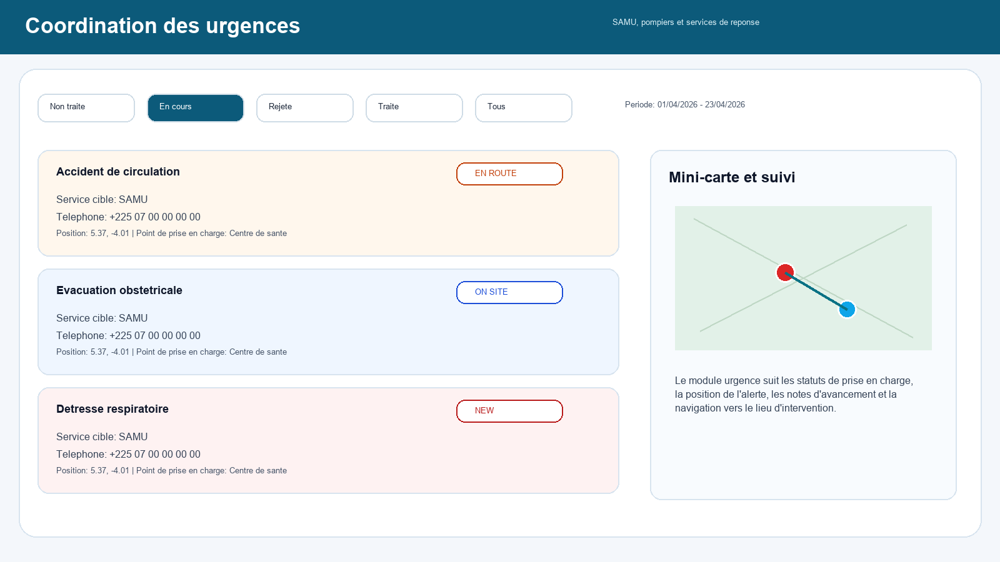 Coordination des urgences
SAMU, pompiers et services de reponse
Non traite
En cours
Rejete
Traite
Tous
Periode: 01/04/2026 - 23/04/2026
Accident de circulation
EN ROUTE
Service cible: SAMU
Telephone: +225 07 00 00 00 00
Position: 5.37, -4.01 | Point de prise en charge: Centre de sante
Evacuation obstetricale
ON SITE
Service cible: SAMU
Telephone: +225 07 00 00 00 00
Position: 5.37, -4.01 | Point de prise en charge: Centre de sante
Detresse respiratoire
NEW
Service cible: SAMU
Telephone: +225 07 00 00 00 00
Position: 5.37, -4.01 | Point de prise en charge: Centre de sante
Mini-carte et suivi
Le module urgence suit les statuts de prise en charge,
la position de l'alerte, les notes d'avancement et la
navigation vers le lieu d'intervention.